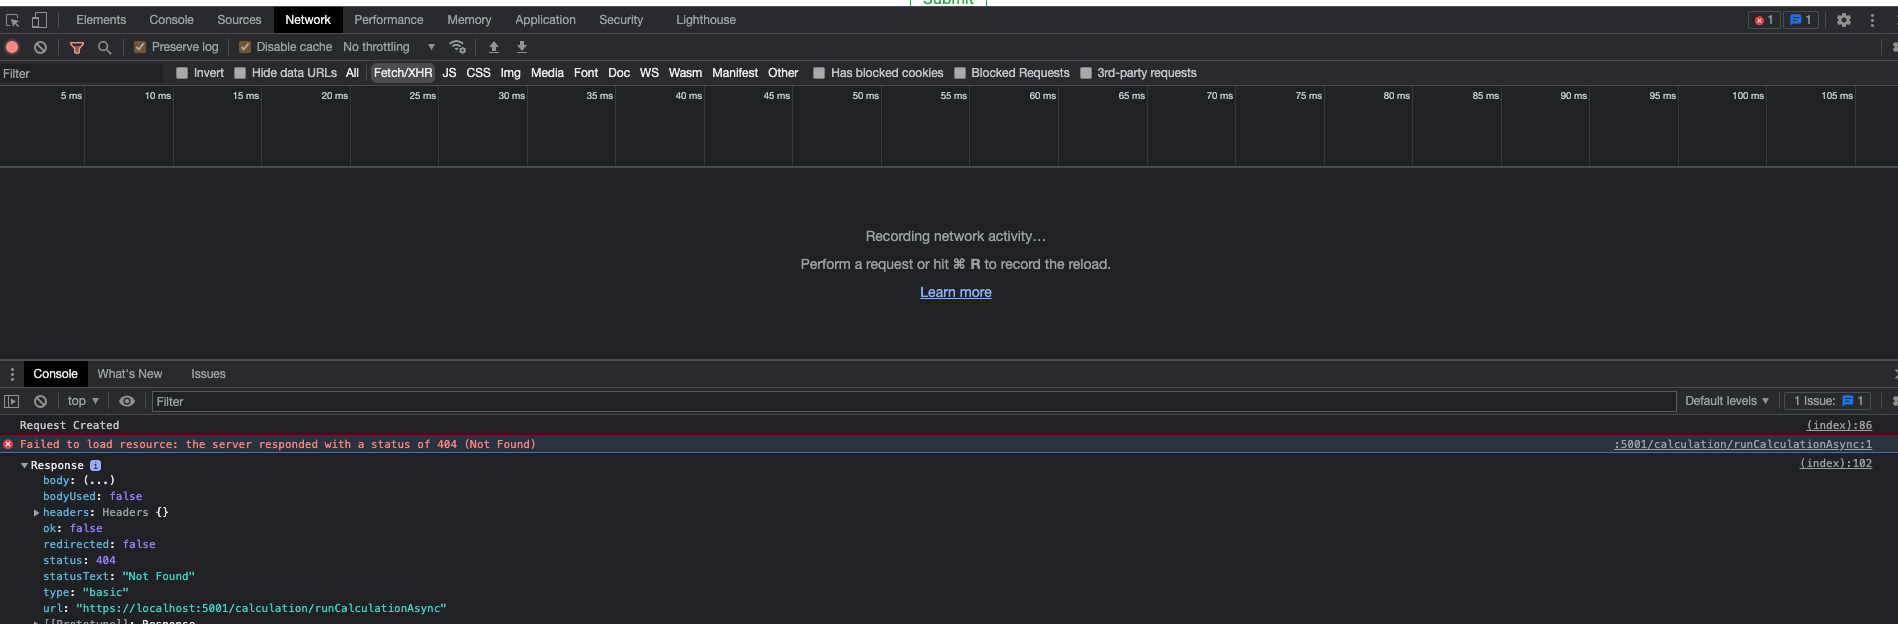 Submit
Elements Console Sources Network Performance Memory Application Security Lighthouse 1 1
Preserve log Disable cache No throttling
Filter Invert Hide data URLs All Fetch/XHR JS CSS Img Media Font Doc WS Wasm Manifest Other Has blocked cookies Blocked Requests 3rd-party requests
5 ms 10 ms 15 ms 20 ms 25 ms 30 ms 35 ms 40 ms 45 ms 50 ms 55 ms 60 ms 65 ms 70 ms 75 ms 80 ms 85 ms 90 ms 95 ms 100 ms 105 ms
Recording network activity…
Perform a request or hit ⌘ R to record the reload.
Learn more
Console What's New Issues
top Filter Default levels 1 Issue: 1
Request Created (index):86
Failed to load resource: the server responded with a status of 404 (Not Found) :5001/calculation/runCalculationAsync:1
Response i (index):102
body: (...)
bodyUsed: false
headers: Headers {}
ok: false
redirected: false
status: 404
statusText: "Not Found"
type: "basic"
url: "https://localhost:5001/calculation/runCalculationAsync"
[[Prototype]]: Response